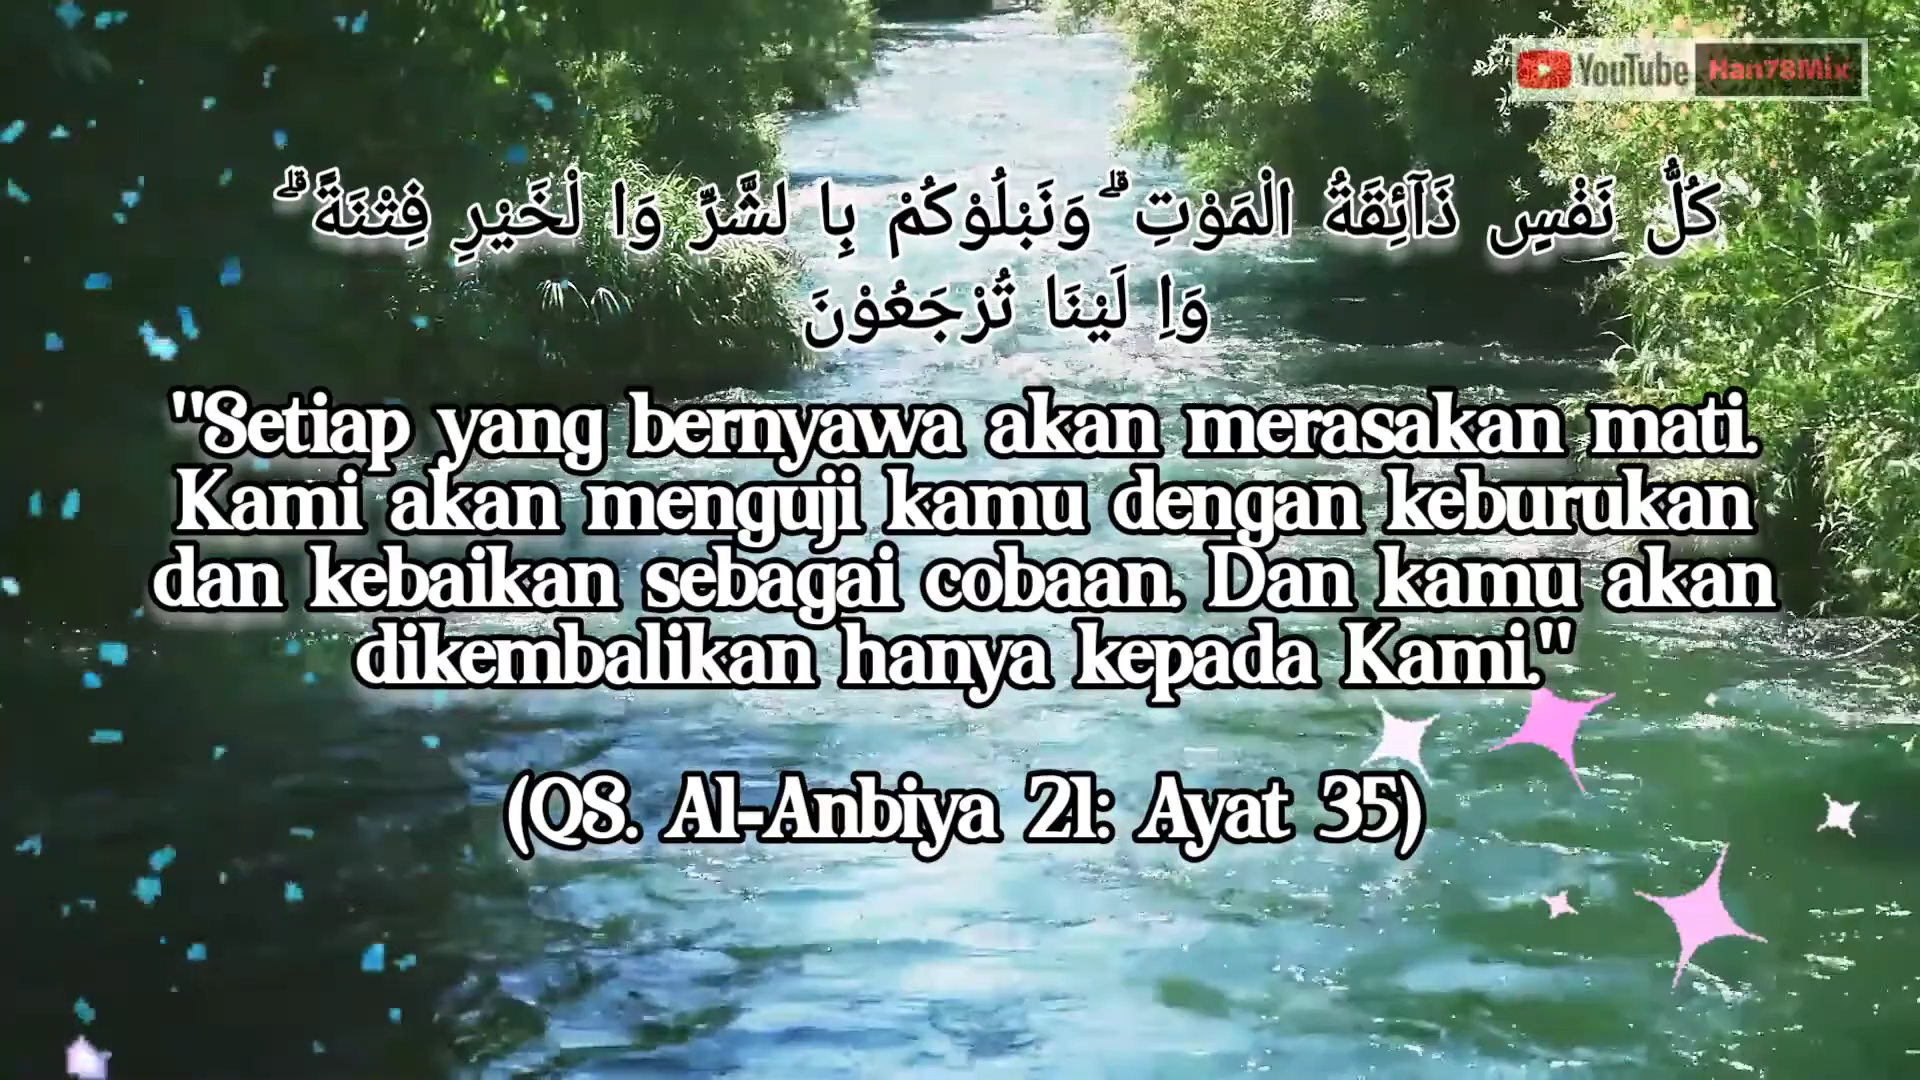 YouTube Han78Mix
كُلُّ نَفْسٍ ذَآئِقَةُ الْمَوْتِ ۗ وَنَبْلُوْكُمْ بِا لشَّرِّ وَا لْخَيْرِ فِتْنَةً ۗ
وَاِ لَيْنَا تُرْجَعُوْنَ
"Setiap yang bernyawa akan merasakan mati.
Kami akan menguji kamu dengan keburukan
dan kebaikan sebagai cobaan. Dan kamu akan
dikembalikan hanya kepada Kami."
(QS. Al-Anbiya 21: Ayat 35)